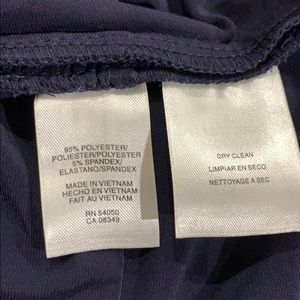 95% POLYESTER/
POLIESTER/POLYESTER
5% SPANDEX/
ELASTANO/SPANDEX
MADE IN VIETNAM
HECHO EN VIETNAM
FAIT AU VIETNAM
RN 54050
CA 08349
DRY CLEAN
LIMPIAR EN SECO
NETTOYAGE A SEC